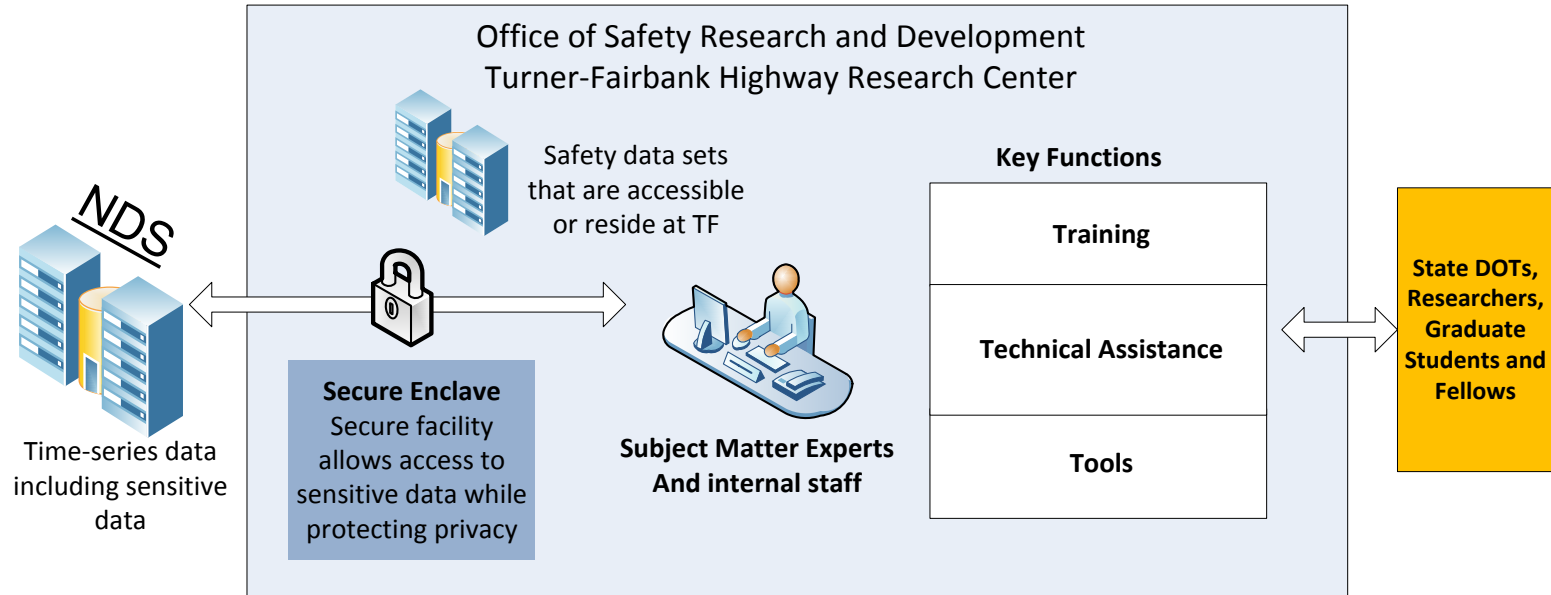 Office of Safety Research and Development
Turner-Fairbank Highway Research Center
NDS
Time-series data
including sensitive
data
Safety data sets
that are accessible
or reside at TF
Secure Enclave
Secure facility
allows access to
sensitive data while
protecting privacy
Subject Matter Experts
And internal staff
Key Functions
Training
Technical Assistance
Tools
State DOTs,
Researchers,
Graduate
Students and
Fellows